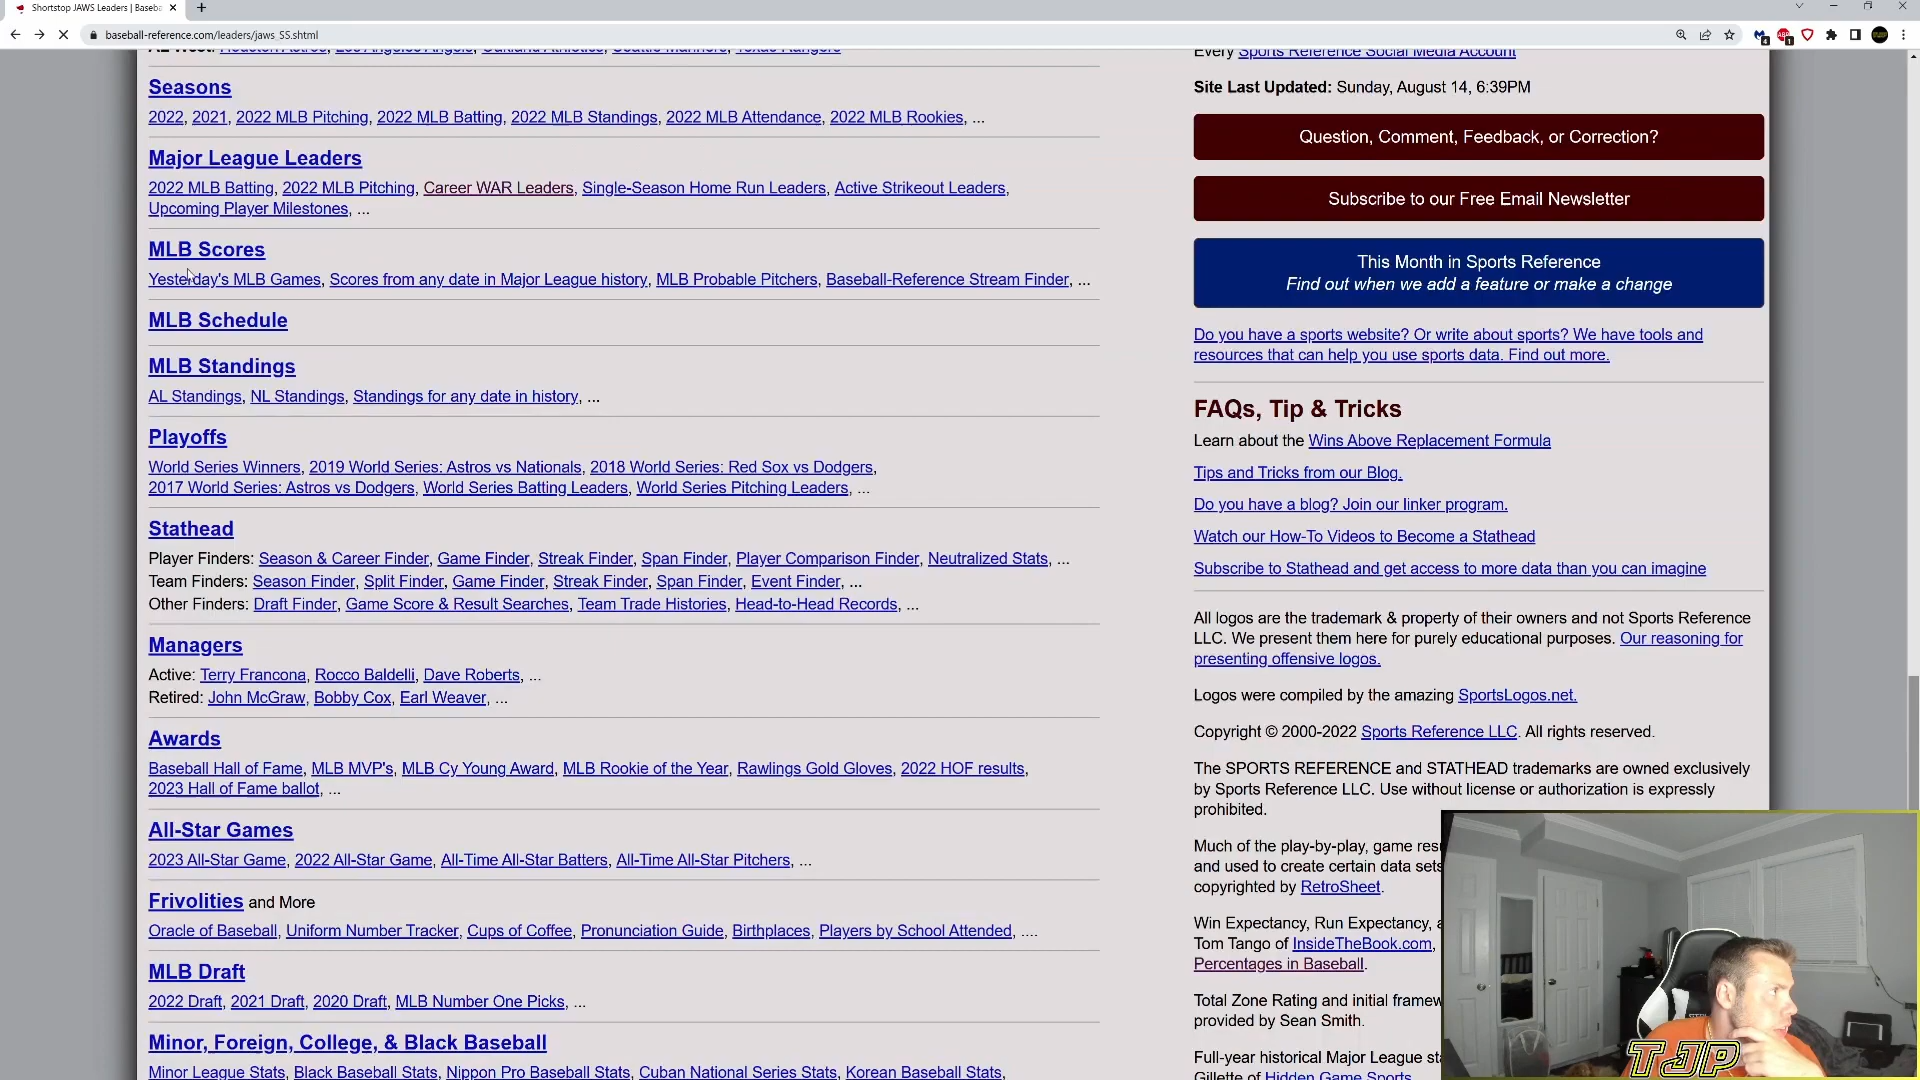 Shortstop JAWS Leaders | Baseba
baseball-reference.com/leaders/jaws_SS.shtml
AL West: Houston Astros, Los Angeles Angels, Oakland Athletics, Seattle Mariners, Texas Rangers
Seasons
2022, 2021, 2022 MLB Pitching, 2022 MLB Batting, 2022 MLB Standings, 2022 MLB Attendance, 2022 MLB Rookies, ...
Major League Leaders
2022 MLB Batting, 2022 MLB Pitching, Career WAR Leaders, Single-Season Home Run Leaders, Active Strikeout Leaders,
Upcoming Player Milestones, ...
MLB Scores
Yesterday's MLB Games, Scores from any date in Major League history, MLB Probable Pitchers, Baseball-Reference Stream Finder, ...
MLB Schedule
MLB Standings
AL Standings, NL Standings, Standings for any date in history, ...
Playoffs
World Series Winners, 2019 World Series: Astros vs Nationals, 2018 World Series: Red Sox vs Dodgers,
2017 World Series: Astros vs Dodgers, World Series Batting Leaders, World Series Pitching Leaders, ...
Stathead
Player Finders: Season & Career Finder, Game Finder, Streak Finder, Span Finder, Player Comparison Finder, Neutralized Stats, ...
Team Finders: Season Finder, Split Finder, Game Finder, Streak Finder, Span Finder, Event Finder, ...
Other Finders: Draft Finder, Game Score & Result Searches, Team Trade Histories, Head-to-Head Records, ...
Managers
Active: Terry Francona, Rocco Baldelli, Dave Roberts, ...
Retired: John McGraw, Bobby Cox, Earl Weaver, ...
Awards
Baseball Hall of Fame, MLB MVP's, MLB Cy Young Award, MLB Rookie of the Year, Rawlings Gold Gloves, 2022 HOF results,
2023 Hall of Fame ballot, ...
All-Star Games
2023 All-Star Game, 2022 All-Star Game, All-Time All-Star Batters, All-Time All-Star Pitchers, ...
Frivolities and More
Oracle of Baseball, Uniform Number Tracker, Cups of Coffee, Pronunciation Guide, Birthplaces, Players by School Attended, ....
MLB Draft
2022 Draft, 2021 Draft, 2020 Draft, MLB Number One Picks, ...
Minor, Foreign, College, & Black Baseball
Minor League Stats, Black Baseball Stats, Nippon Pro Baseball Stats, Cuban National Series Stats, Korean Baseball Stats,
Every Sports Reference Social Media Account
Site Last Updated: Sunday, August 14, 6:39PM
Question, Comment, Feedback, or Correction?
Subscribe to our Free Email Newsletter
This Month in Sports Reference
Find out when we add a feature or make a change
Do you have a sports website? Or write about sports? We have tools and
resources that can help you use sports data. Find out more.
FAQs, Tip & Tricks
Learn about the Wins Above Replacement Formula
Tips and Tricks from our Blog.
Do you have a blog? Join our linker program.
Watch our How-To Videos to Become a Stathead
Subscribe to Stathead and get access to more data than you can imagine
All logos are the trademark & property of their owners and not Sports Reference
LLC. We present them here for purely educational purposes. Our reasoning for
presenting offensive logos.
Logos were compiled by the amazing SportsLogos.net.
Copyright © 2000-2022 Sports Reference LLC. All rights reserved.
The SPORTS REFERENCE and STATHEAD trademarks are owned exclusively
by Sports Reference LLC. Use without license or authorization is expressly
prohibited.
Much of the play-by-play, game resu
and used to create certain data sets
copyrighted by RetroSheet.
Win Expectancy, Run Expectancy, a
Tom Tango of InsideTheBook.com,
Percentages in Baseball.
Total Zone Rating and initial framew
provided by Sean Smith.
Full-year historical Major League sta
Gillette of Hidden Game Sports.
TJP